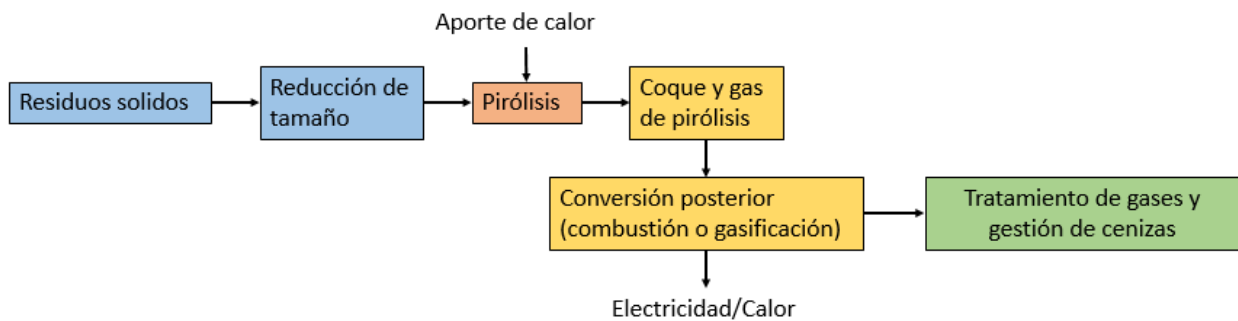 Aporte de calor
Residuos solidos
Reducción de
tamaño
Pirólisis
Coque y gas
de pirólisis
Conversión posterior
(combustión o gasificación)
Tratamiento de gases y
gestión de cenizas
Electricidad/Calor